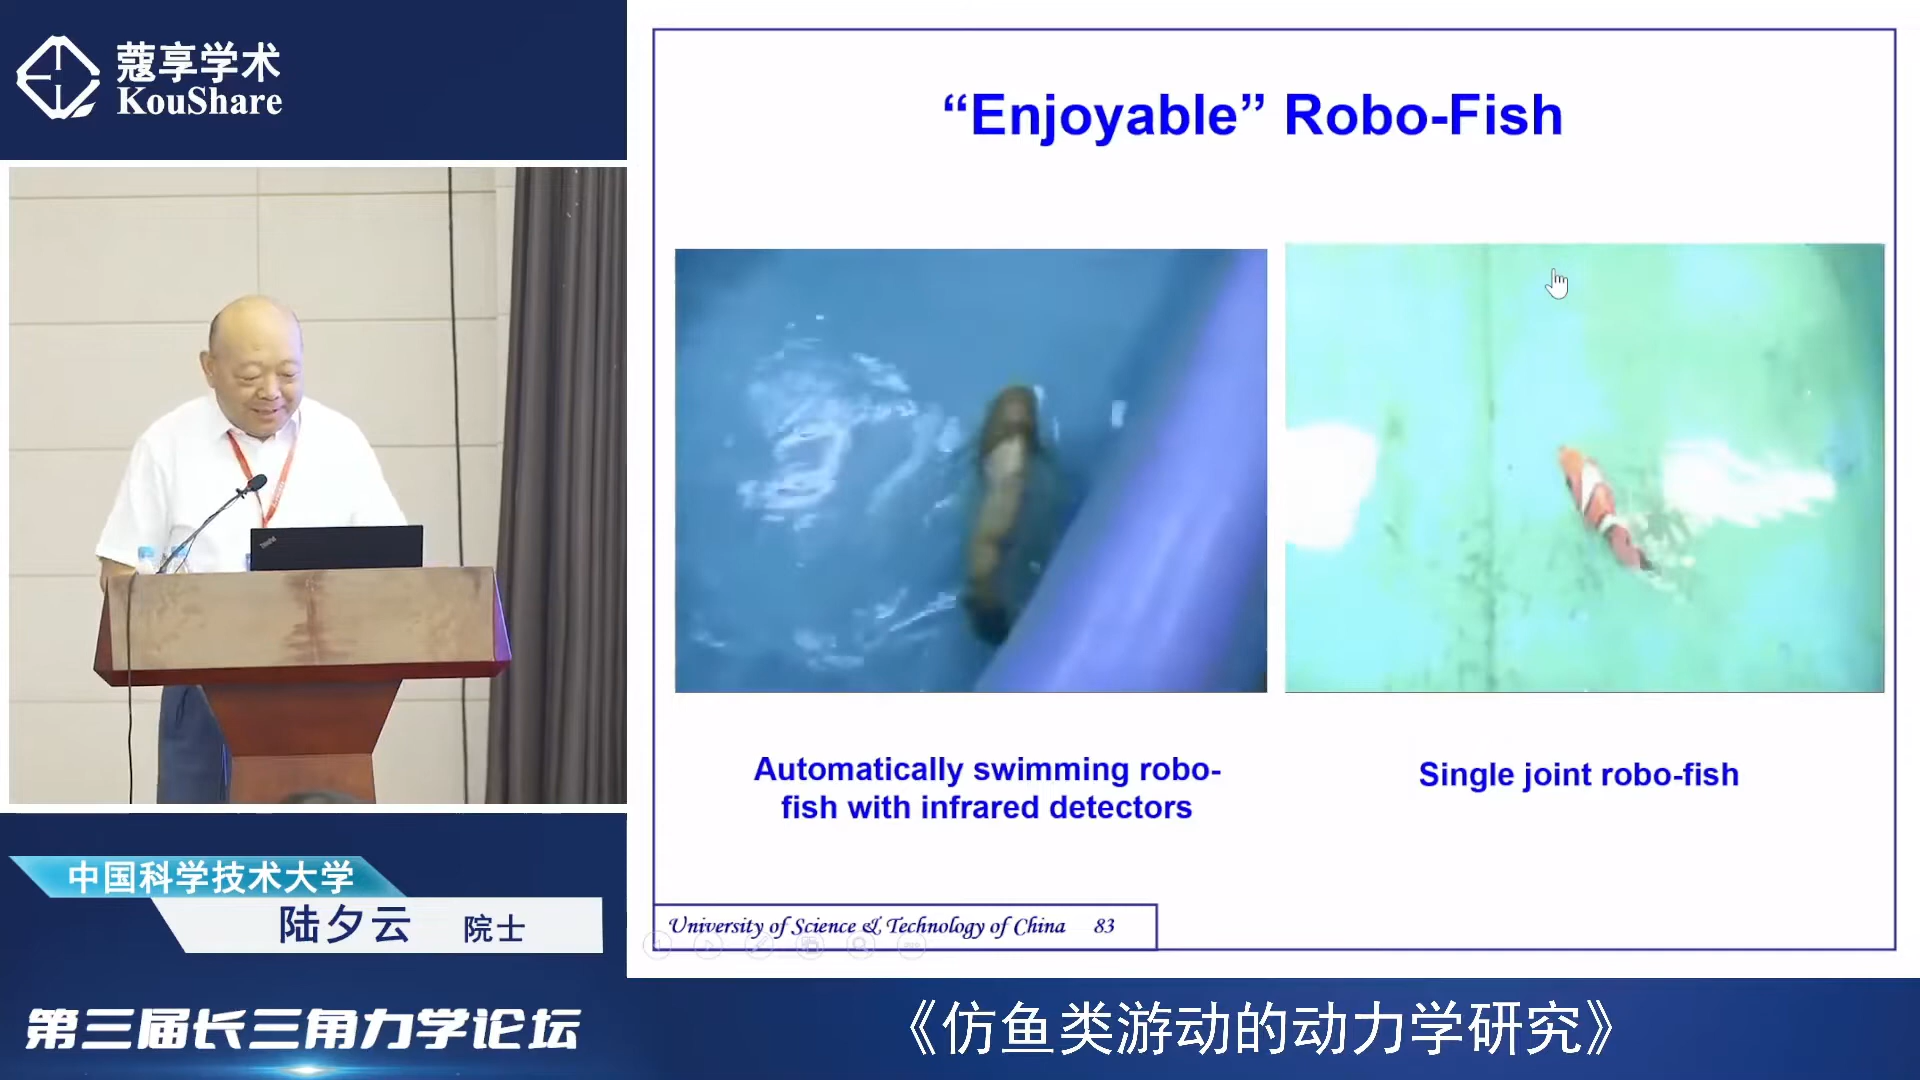 蔻享学术
KouShare
“Enjoyable” Robo-Fish
Automatically swimming robo-
fish with infrared detectors
Single joint robo-fish
University of Science & Technology of China 83
中国科学技术大学
陆夕云 院士
第三届长三角力学论坛
《仿鱼类游动的动力学研究》